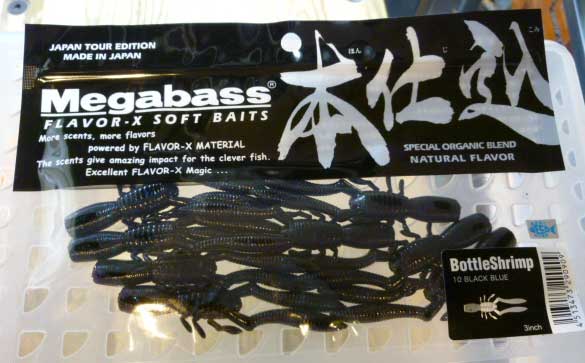 JAPAN TOUR EDITION
MADE IN JAPAN
Megabass®
FLAVOR-X SOFT BAITS
More scents, more flavors
powered by FLAVOR-X MATERIAL
The scents give amazing impact for the clever fish.
Excellent FLAVOR-X Magic ...
本仕込
ほん
じ
こみ
SPECIAL ORGANIC BLEND
NATURAL FLAVOR
BottleShrimp
10 BLACK BLUE
3inch